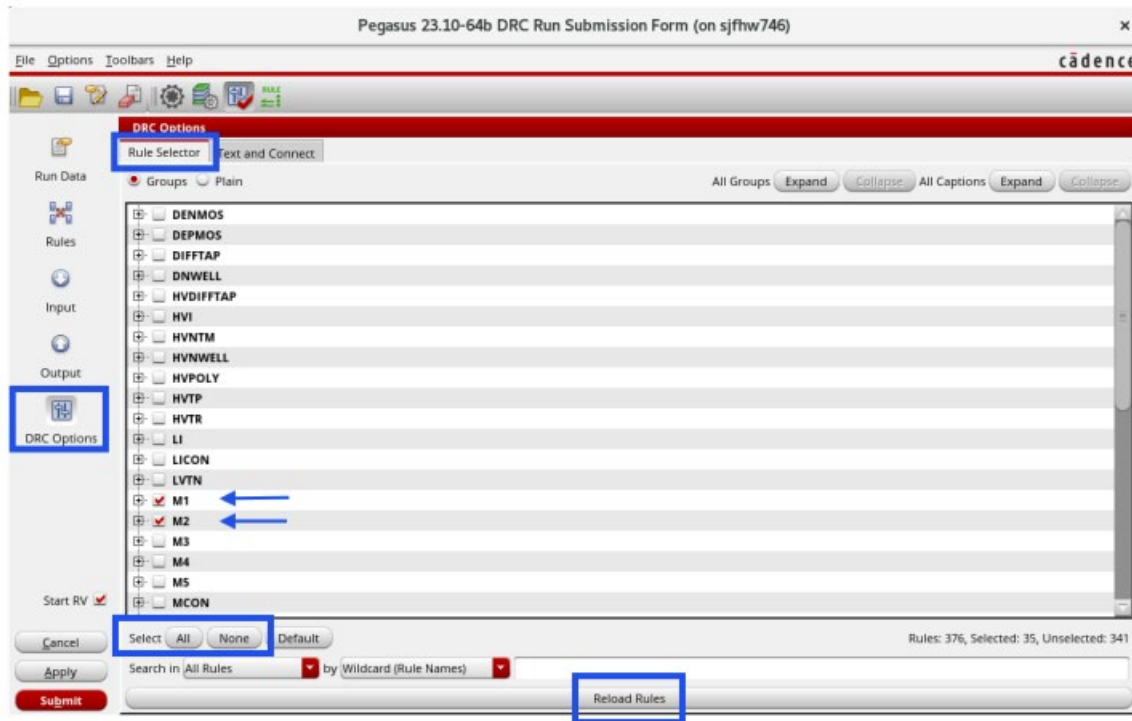 Pegasus 23.10-64b DRC Run Submission Form (on sjfhw746) ×
File Options Toolbars Help cādence
RULE
DRC Options
Rule Selector Text and Connect
Groups Plain All Groups Expand Collapse All Captions Expand Collapse
Run Data
Rules
Input
Output
DRC Options
DENMOS
DEPMOS
DIFFTAP
DNWELL
HVDIFFTAP
HVI
HVNTM
HVNWELL
HVPOLY
HVTP
HVTR
LI
LICON
LVTN
M1
M2
M3
M4
M5
MCON
Start RV
Select All None Default Rules: 376, Selected: 35, Unselected: 341
Cancel
Search in All Rules by Wildcard (Rule Names)
Apply
Reload Rules
Submit